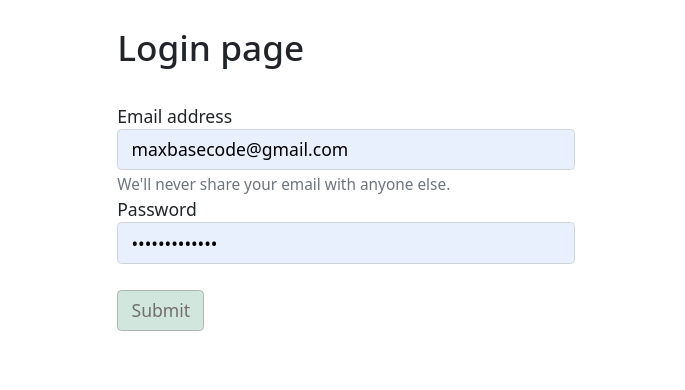 Login page
Email address
maxbasecode@gmail.com
We'll never share your email with anyone else.
Password
•••••••••••••
Submit